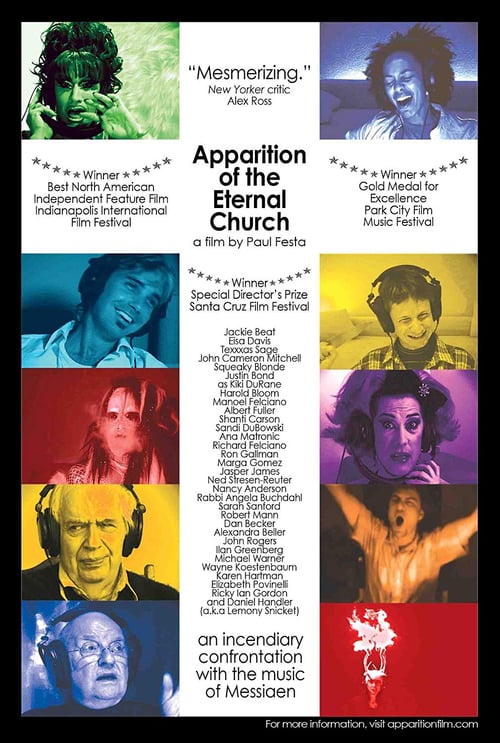 “Mesmerizing.”
New Yorker critic
Alex Ross
Apparition
of the
Eternal
Church
a film by Paul Festa
Winner
Best North American
Independent Feature Film
Indianapolis International
Film Festival
Winner
Gold Medal for
Excellence
Park City Film
Music Festival
Winner
Special Director's Prize
Santa Cruz Film Festival
Jackie Beat
Eisa Davis
Texxxas Sage
John Cameron Mitchell
Squeaky Blonde
Justin Bond
as Kiki DuRane
Harold Bloom
Manoel Felciano
Albert Fuller
Shanti Carson
Sandi DuBowski
Ana Matronic
Richard Felciano
Ron Gallman
Marga Gomez
Jasper James
Ned Stresen-Reuter
Nancy Anderson
Rabbi Angela Buchdahl
Sarah Sanford
Robert Mann
Dan Becker
Alexandra Beller
John Rogers
Ilan Greenberg
Michael Warner
Wayne Koestenbaum
Karen Hartman
Elizabeth Povinelli
Ricky Ian Gordon
and Daniel Handler
(a.k.a Lemony Snicket)
an incendiary
confrontation
with the music
of Messiaen
For more information, visit apparitionfilm.com